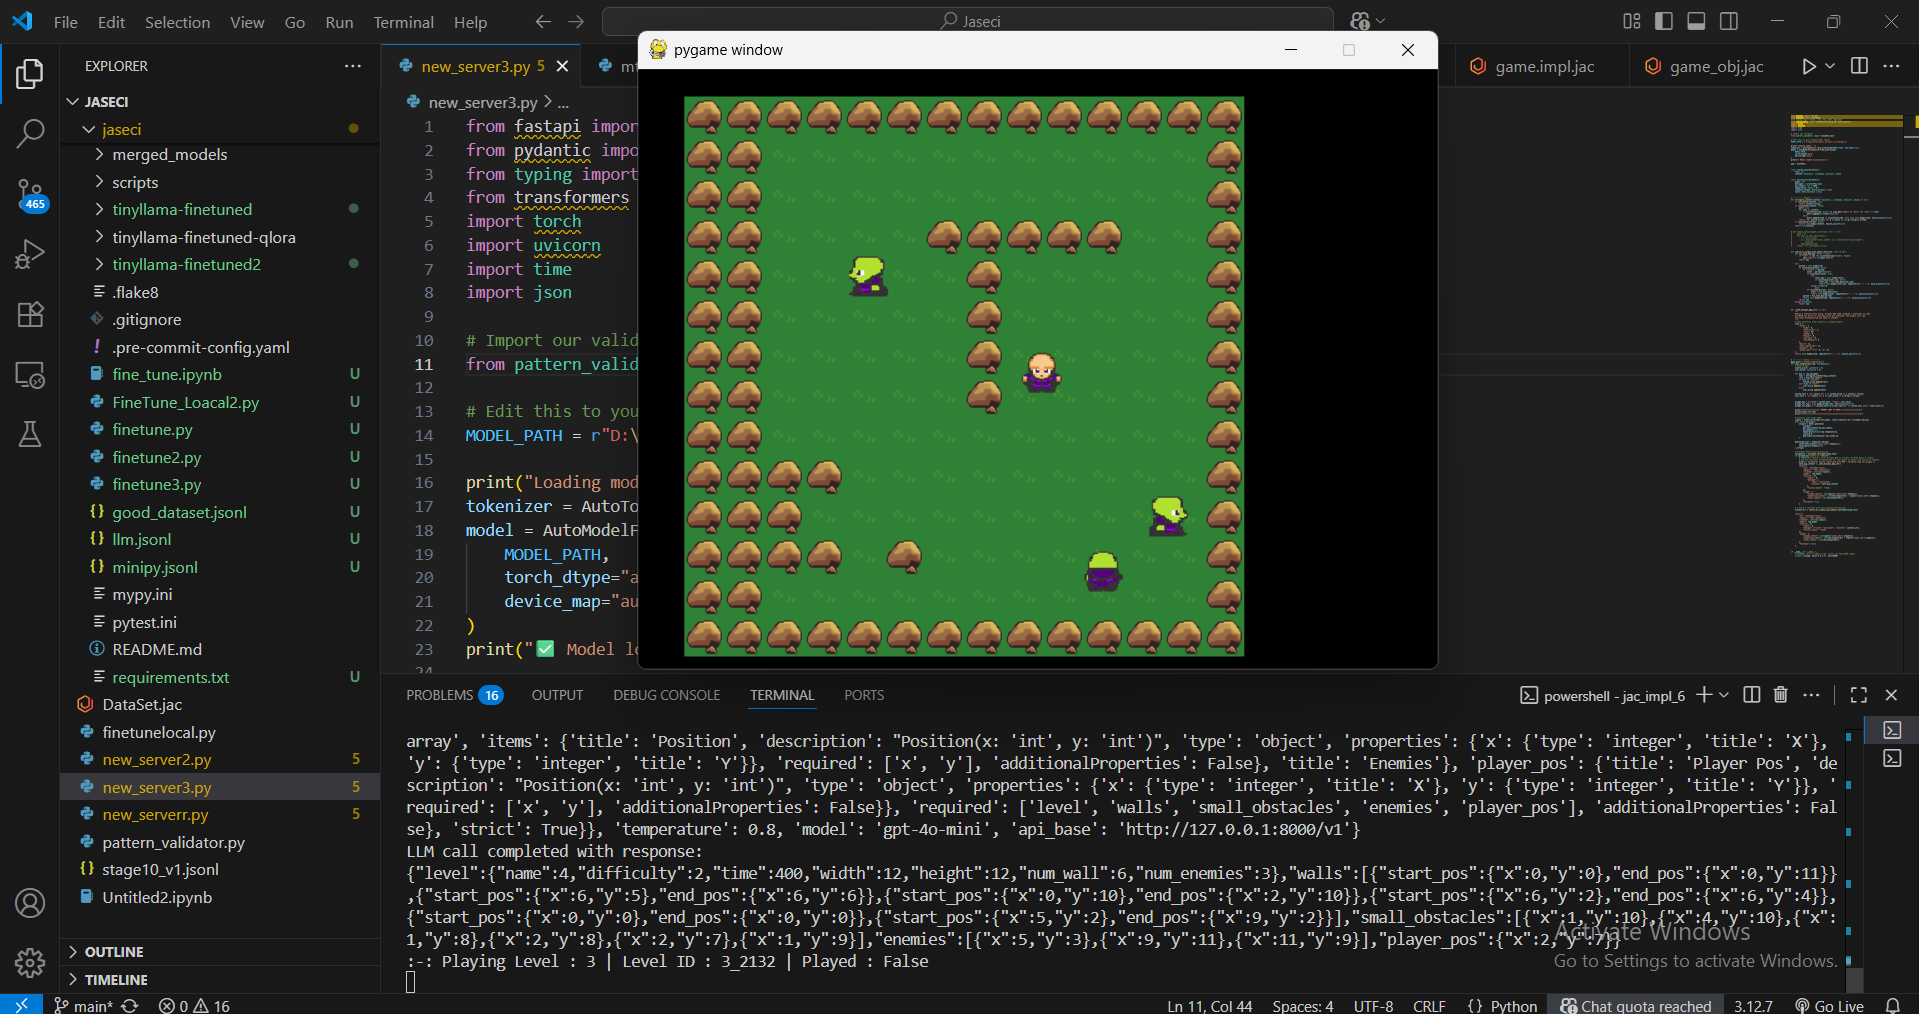 File Edit Selection View Go Run Terminal Help
Jaseci
pygame window
EXPLORER
JASECI
jaseci
merged_models
scripts
tinyllama-finetuned
tinyllama-finetuned-qlora
tinyllama-finetuned2
.flake8
.gitignore
.pre-commit-config.yaml
fine_tune.ipynb U
FineTune_Loacal2.py U
finetune.py U
finetune2.py U
finetune3.py U
good_dataset.jsonl U
llm.jsonl U
minipy.jsonl U
mypy.ini
pytest.ini
README.md
requirements.txt U
DataSet.jac
finetunelocal.py
new_server2.py 5
new_server3.py 5
new_serverr.py 5
pattern_validator.py
stage10_v1.jsonl
Untitled2.ipynb
OUTLINE
TIMELINE
465
new_server3.py 5
game.impl.jac
game_obj.jac
new_server3.py > ...
1 from fastapi impor
2 from pydantic impo
3 from typing import
4 from transformers
5 import torch
6 import uvicorn
7 import time
8 import json
9
10 # Import our valid
11 from pattern_valid
12
13 # Edit this to you
14 MODEL_PATH = r"D:\
15
16 print("Loading mod
17 tokenizer = AutoTo
18 model = AutoModelF
19 MODEL_PATH,
20 torch_dtype="a
21 device_map="au
22 )
23 print("✅ Model lo
24
PROBLEMS 16 OUTPUT DEBUG CONSOLE TERMINAL PORTS
powershell - jac_impl_6
array', 'items': {'title': 'Position', 'description': "Position(x: 'int', y: 'int')", 'type': 'object', 'properties': {'x': {'type': 'integer', 'title': 'X'},
'y': {'type': 'integer', 'title': 'Y'}}, 'required': ['x', 'y'], 'additionalProperties': False}, 'title': 'Enemies'}, 'player_pos': {'title': 'Player Pos', 'de
scription': "Position(x: 'int', y: 'int')", 'type': 'object', 'properties': {'x': {'type': 'integer', 'title': 'X'}, 'y': {'type': 'integer', 'title': 'Y'}}, '
required': ['x', 'y'], 'additionalProperties': False}}, 'required': ['level', 'walls', 'small_obstacles', 'enemies', 'player_pos'], 'additionalProperties': Fal
se}, 'strict': True}}, 'temperature': 0.8, 'model': 'gpt-4o-mini', 'api_base': 'http://127.0.0.1:8000/v1'}
LLM call completed with response:
{"level":{"name":4,"difficulty":2,"time":400,"width":12,"height":12,"num_wall":6,"num_enemies":3},"walls":[{"start_pos":{"x":0,"y":0},"end_pos":{"x":0,"y":11}}
,{"start_pos":{"x":6,"y":5},"end_pos":{"x":6,"y":6}},{"start_pos":{"x":0,"y":10},"end_pos":{"x":2,"y":10}},{"start_pos":{"x":6,"y":2},"end_pos":{"x":6,"y":4}},
{"start_pos":{"x":0,"y":0},"end_pos":{"x":0,"y":0}},{"start_pos":{"x":5,"y":2},"end_pos":{"x":9,"y":2}}],"small_obstacles":[{"x":1,"y":10},{"x":4,"y":10},{"x":
1,"y":8},{"x":2,"y":8},{"x":2,"y":7},{"x":1,"y":9}],"enemies":[{"x":5,"y":3},{"x":9,"y":11},{"x":11,"y":9}],"player_pos":{"x":2,"y":7}}
:-: Playing Level : 3 | Level ID : 3_2132 | Played : False
Activate Windows
Go to Settings to activate Windows.
main* 0 16 Ln 11, Col 44 Spaces: 4 UTF-8 CRLF {} Python Chat quota reached 3.12.7 Go Live